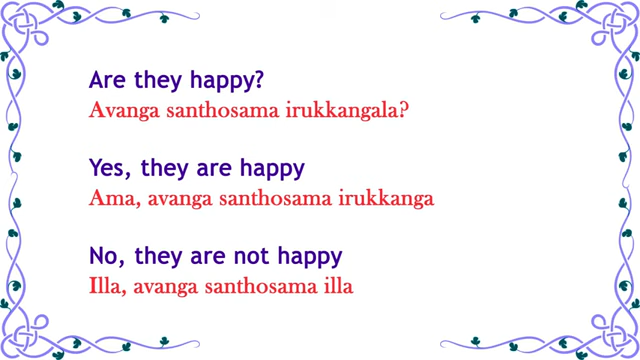 Are they happy?
Avanga santhosama irukkangala?
Yes, they are happy
Ama, avanga santhosama irukkanga
No, they are not happy
Illa, avanga santhosama illa